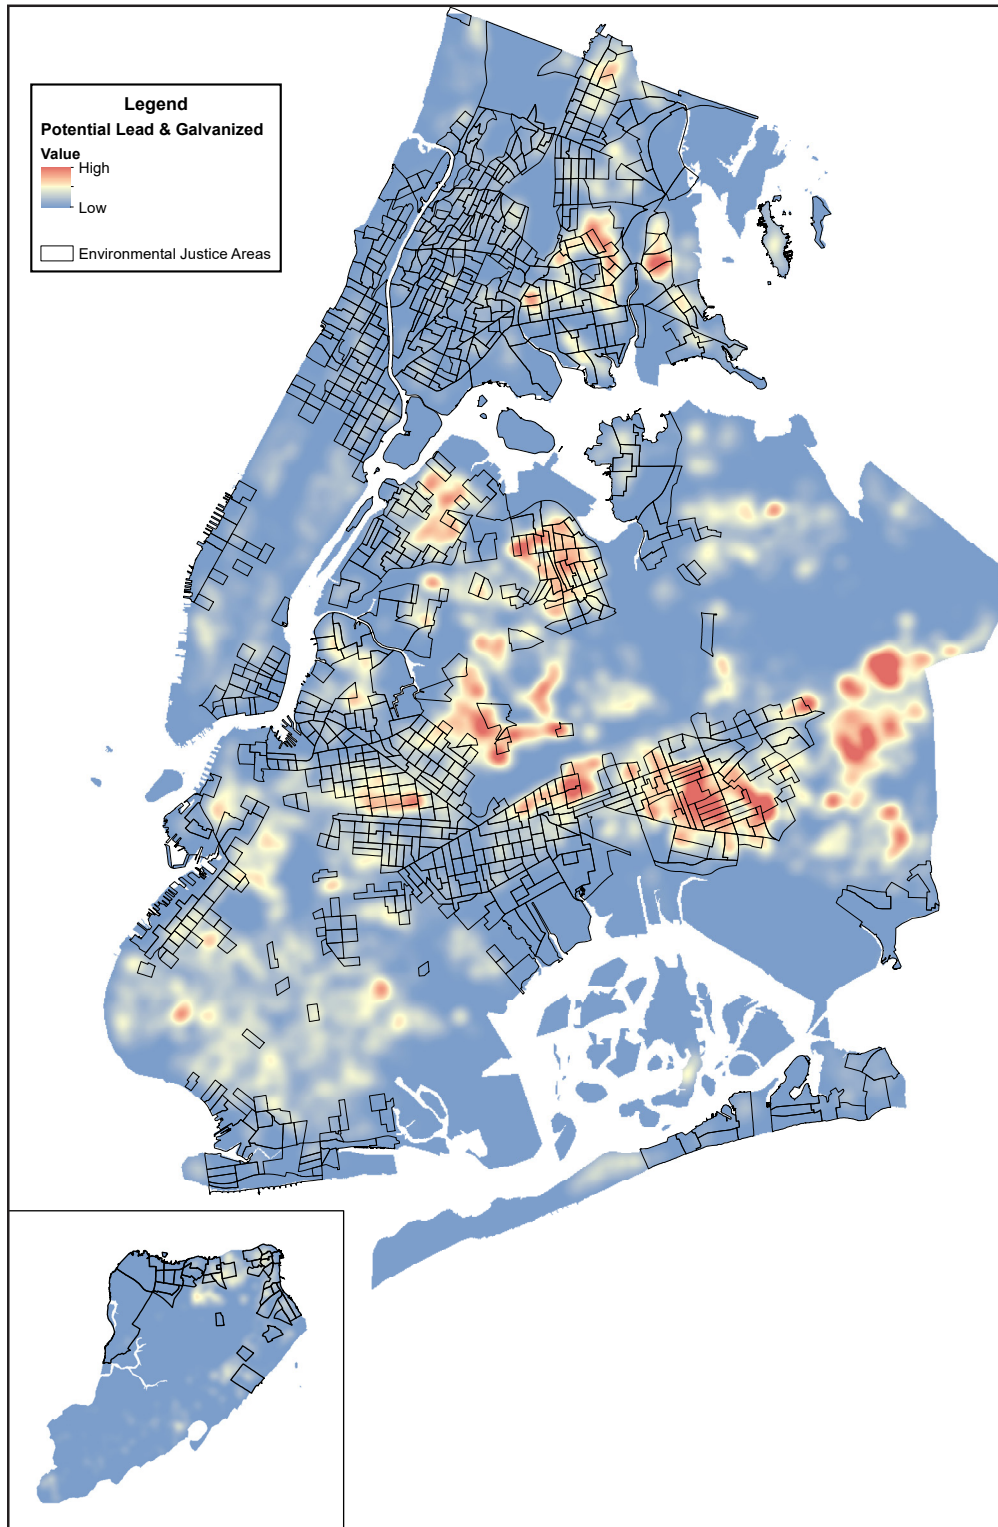 Legend
Potential Lead & Galvanized
Value
High
Low
Environmental Justice Areas